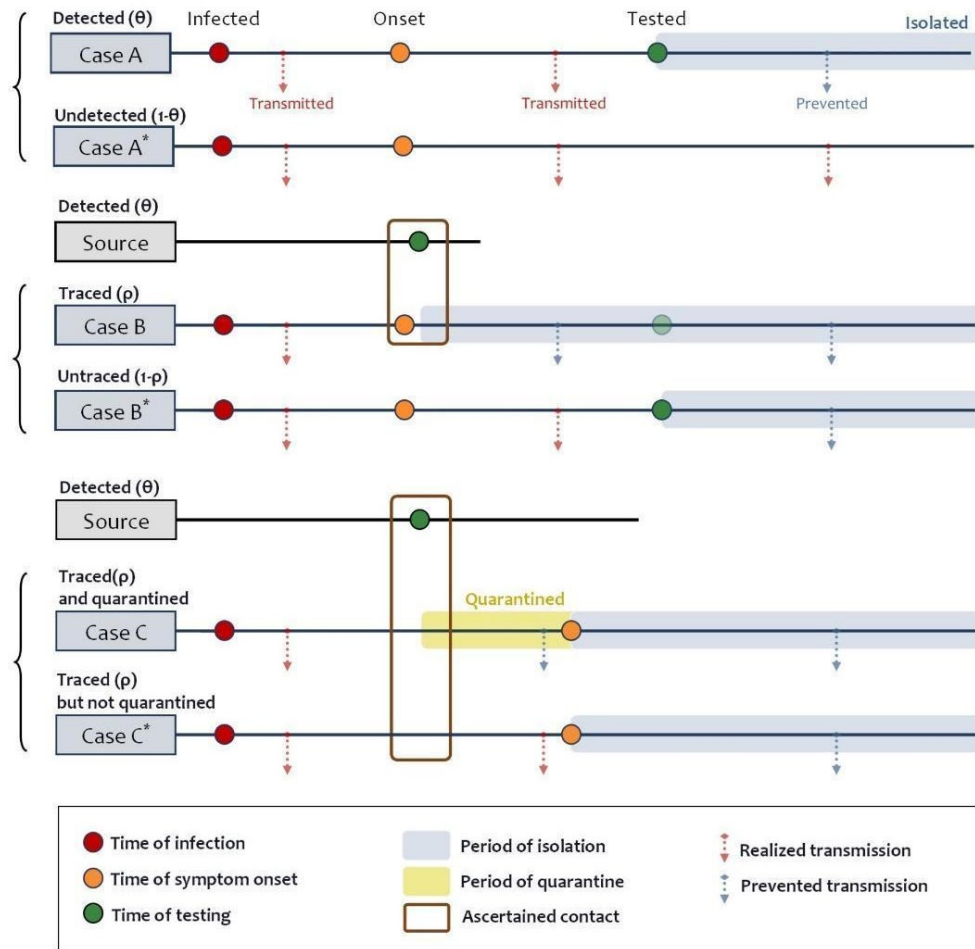 Infected Onset Tested
Detected (θ)
Isolated
Case A
Transmitted Transmitted Prevented
Undetected (1-θ)
Case A*
Detected (θ)
Source
Traced (ρ)
Case B
Untraced (1-ρ)
Case B*
Detected (θ)
Source
Traced(ρ)
and quarantined
Quarantined
Case C
Traced (ρ)
but not quarantined
Case C*
Time of infection
Time of symptom onset
Time of testing
Period of isolation
Period of quarantine
Ascertained contact
Realized transmission
Prevented transmission